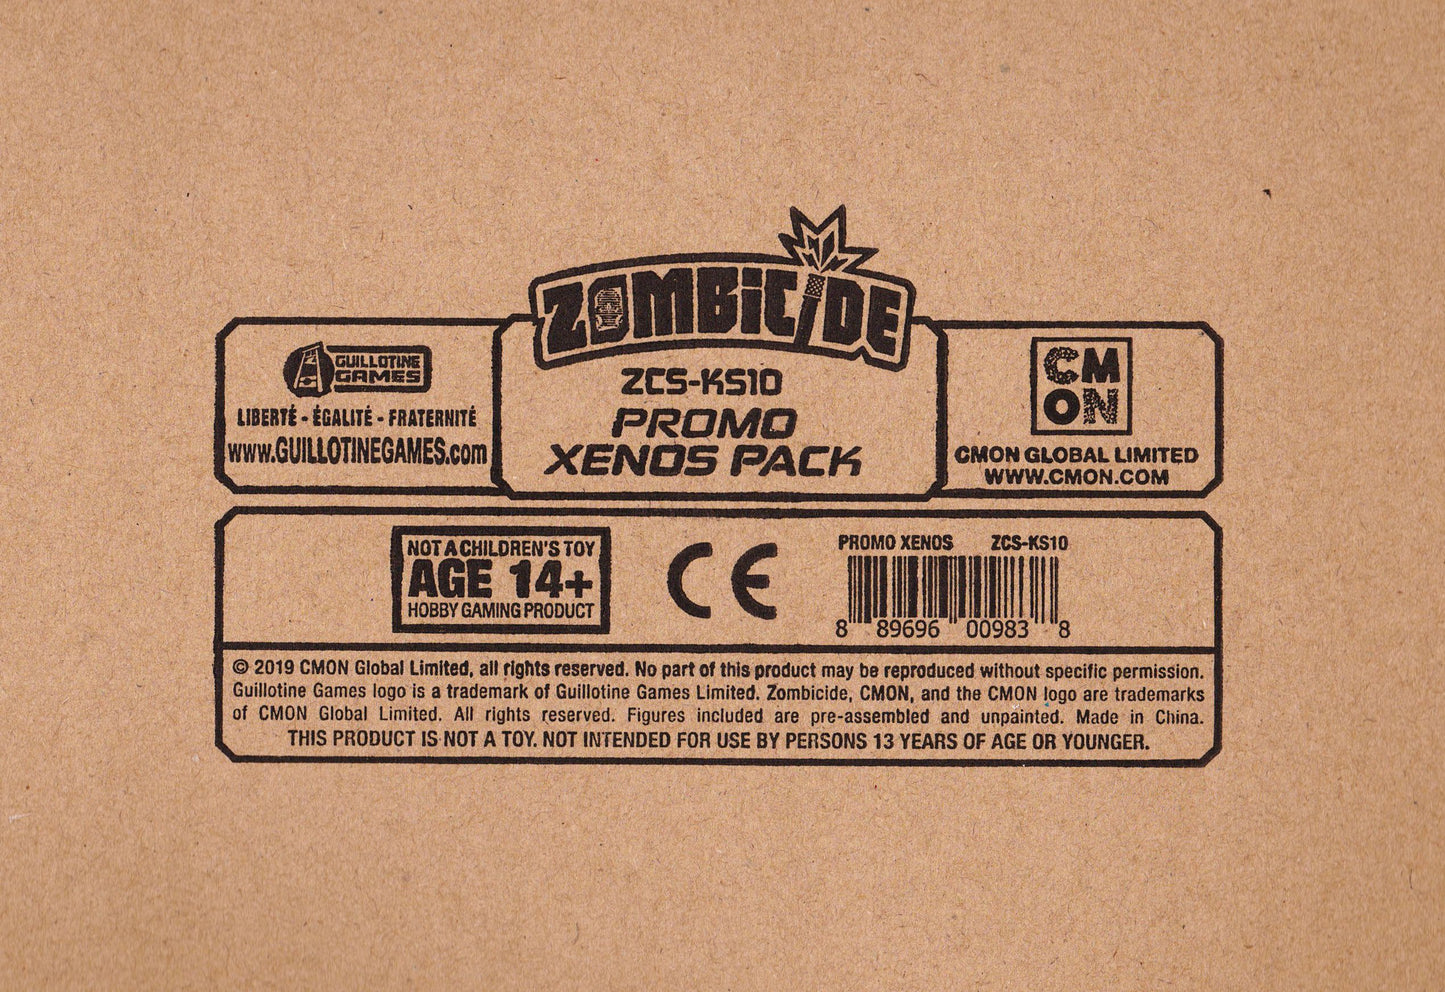 ZOMBICIDE
ZCS-KS10
PROMO
XENOS PACK
GUILLOTINE
GAMES
LIBERTÉ - ÉGALITÉ - FRATERNITÉ
www.GUILLOTINEGAMES.com
CM
ON
CMON GLOBAL LIMITED
WWW.CMON.COM
NOT A CHILDREN'S TOY
AGE 14+
HOBBY GAMING PRODUCT
CE
PROMO XENOS ZCS-KS10
8 89696 00983 8
© 2019 CMON Global Limited, all rights reserved. No part of this product may be reproduced without specific permission.
Guillotine Games logo is a trademark of Guillotine Games Limited. Zombicide, CMON, and the CMON logo are trademarks
of CMON Global Limited. All rights reserved. Figures included are pre-assembled and unpainted. Made in China.
THIS PRODUCT IS NOT A TOY. NOT INTENDED FOR USE BY PERSONS 13 YEARS OF AGE OR YOUNGER.